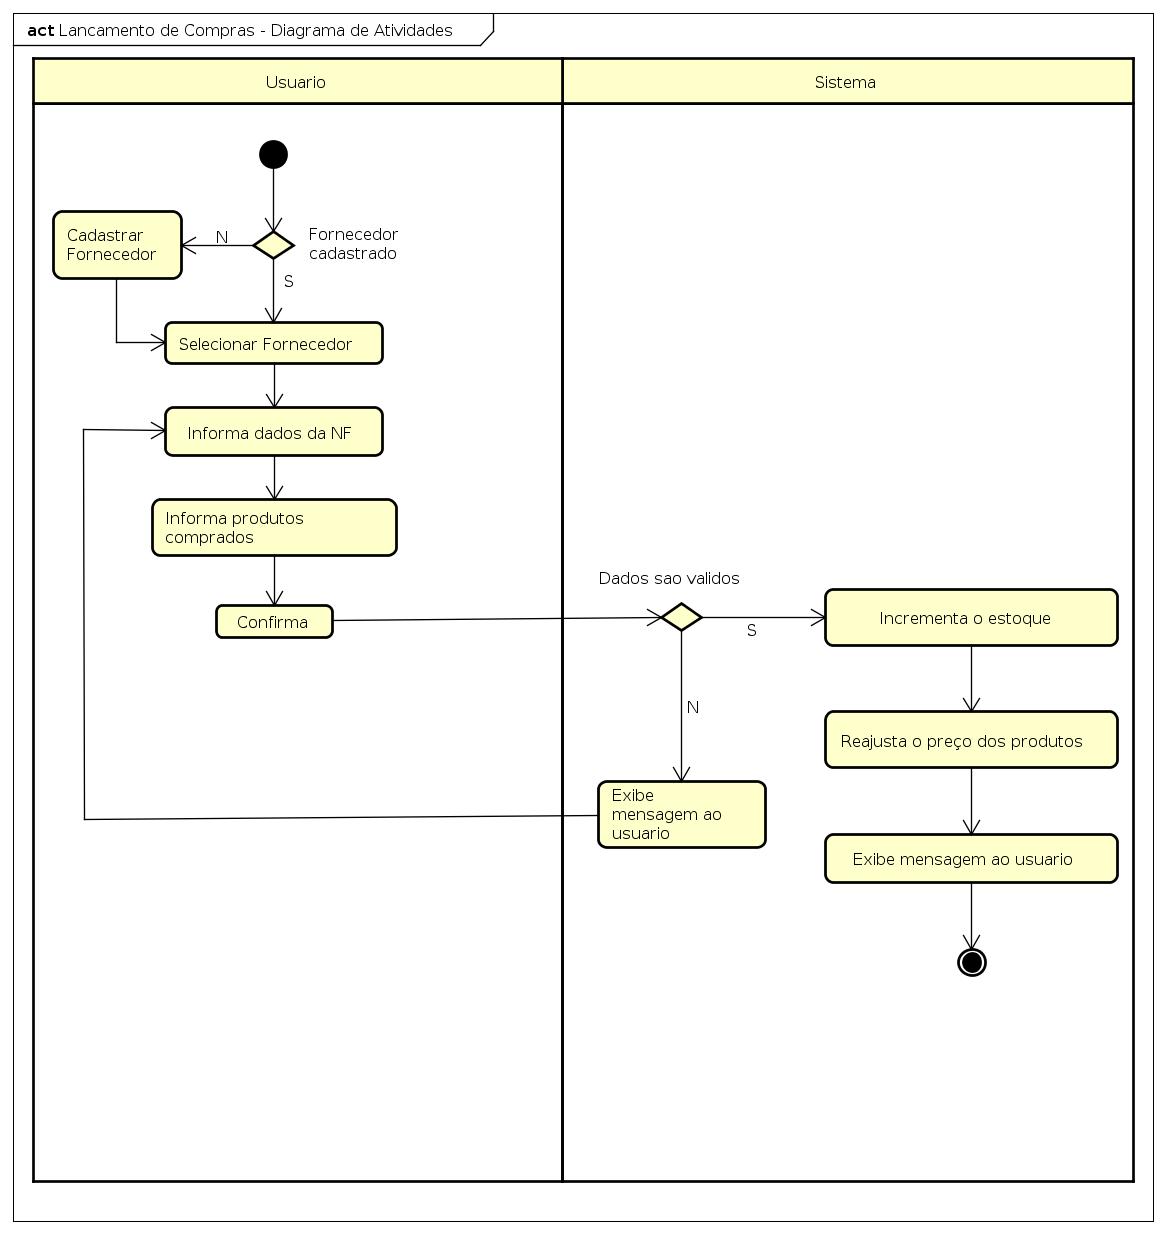 act Lancamento de Compras - Diagrama de Atividades
Usuario
Sistema
Cadastrar
Fornecedor
N
Fornecedor
cadastrado
S
Selecionar Fornecedor
Informa dados da NF
Informa produtos
comprados
Confirma
Dados sao validos
S
Incrementa o estoque
N
Reajusta o preço dos produtos
Exibe
mensagem ao
usuario
Exibe mensagem ao usuario